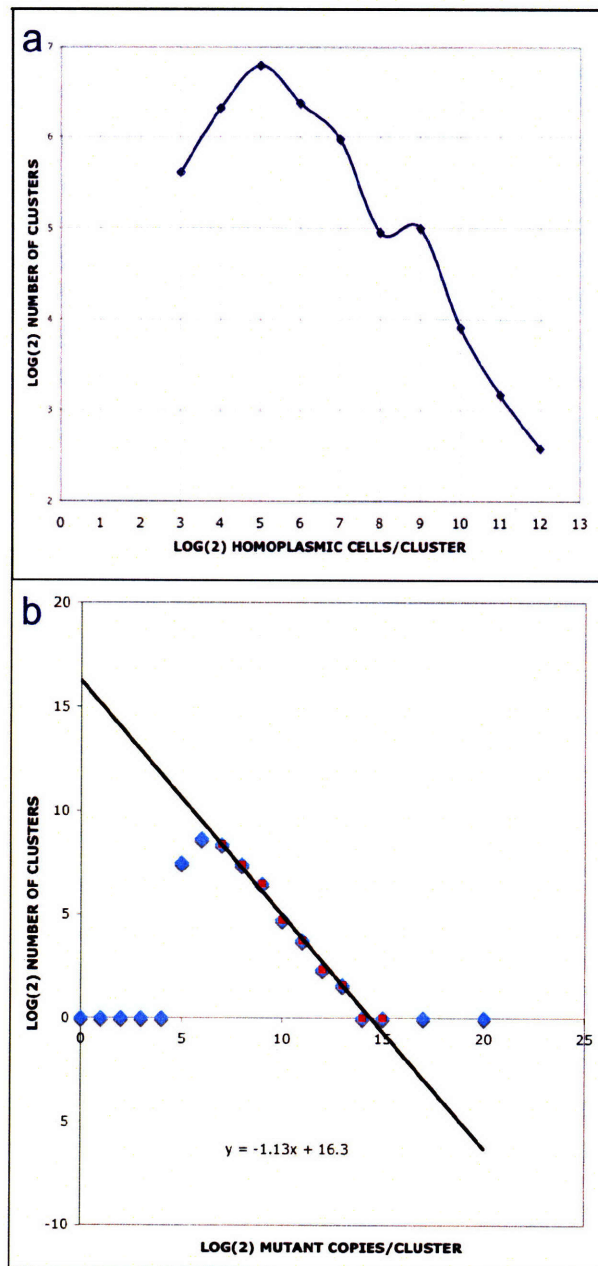 a
7
6
5
4
3
2
LOG(2) NUMBER OF CLUSTERS
0 1 2 3 4 5 6 7 8 9 10 11 12 13
LOG(2) HOMOPLASMIC CELLS/CLUSTER
b
20
15
10
5
0
5
-10
LOG(2) NUMBER OF CLUSTERS
0 5 10 15 20 25
y = -1.13x + 16.3
LOG(2) MUTANT COPIES/CLUSTER